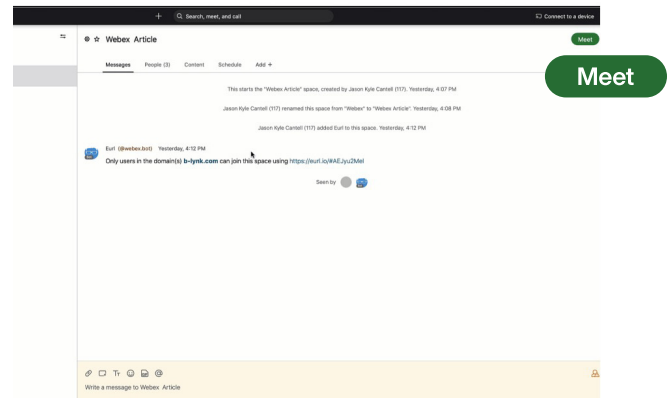 Search, meet, and call
Connect to a device
Webex Article
Meet
Meet
Messages People (3) Content Schedule Add +
This starts the "Webex Article" space, created by Jason Kyle Cantell (117). Yesterday, 4:07 PM
Jason Kyle Cantell (117) renamed this space from "Webex" to "Webex Article". Yesterday, 4:08 PM
Jason Kyle Cantell (117) added Eurl to this space. Yesterday, 4:12 PM
Eurl (@webex.bot) Yesterday, 4:12 PM
Only users in the domain(s) b-lynk.com can join this space using https://eurl.io/#AEJyu2Mel
Seen by
Write a message to Webex Article